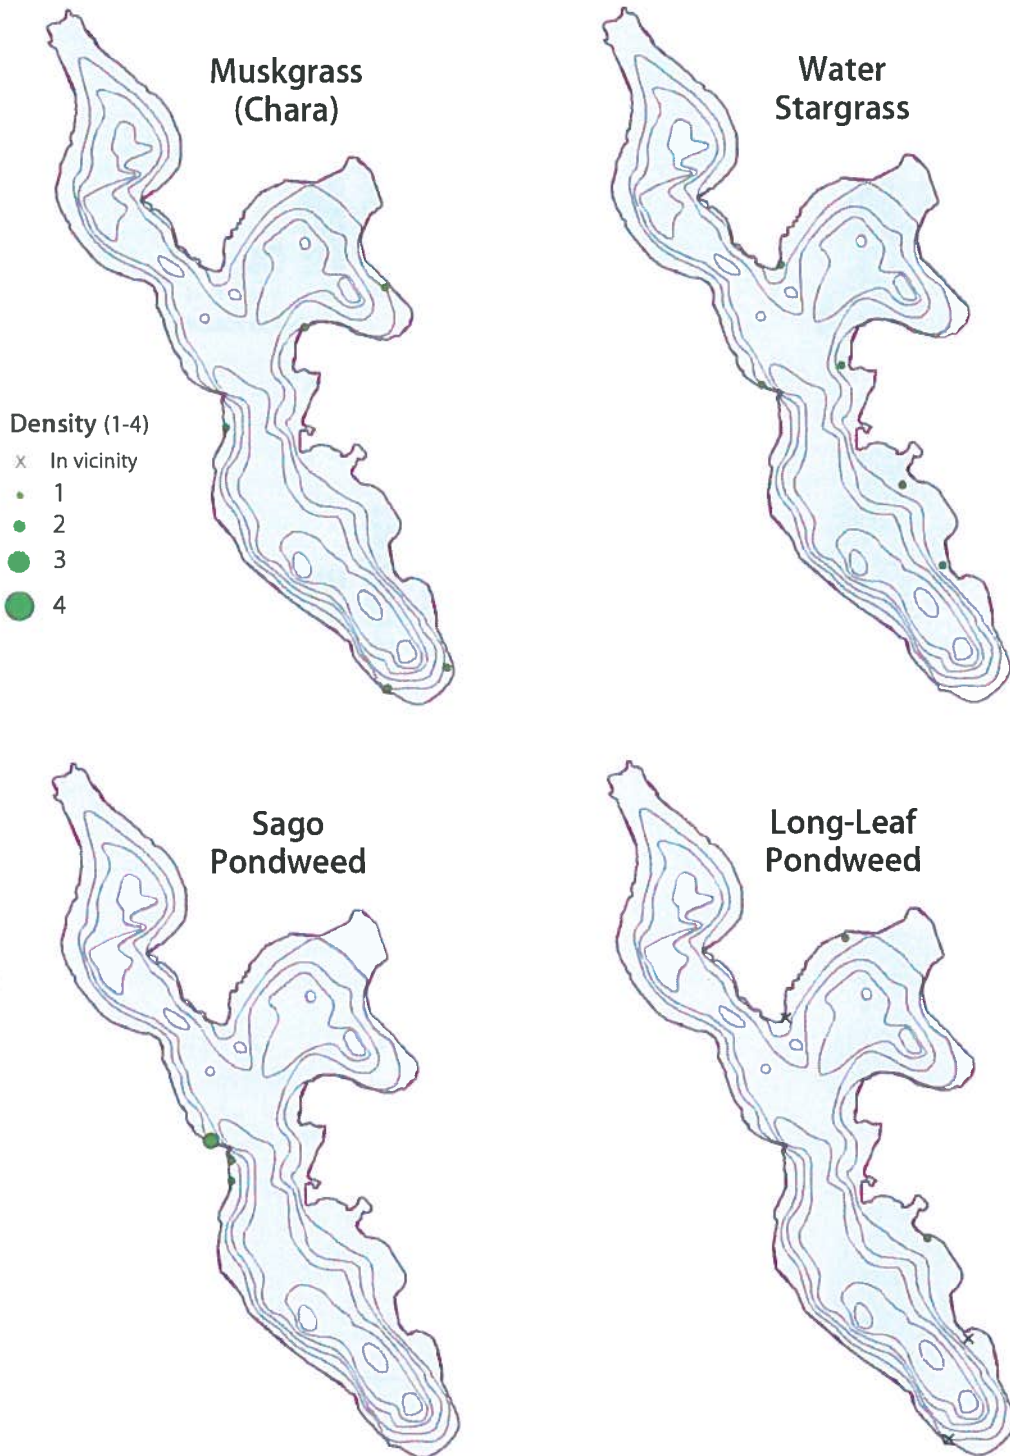 Muskgrass
(Chara)
Water
Stargrass
Density (1-4)
x In vicinity
1
2
3
4
Sago
Pondweed
Long-Leaf
Pondweed